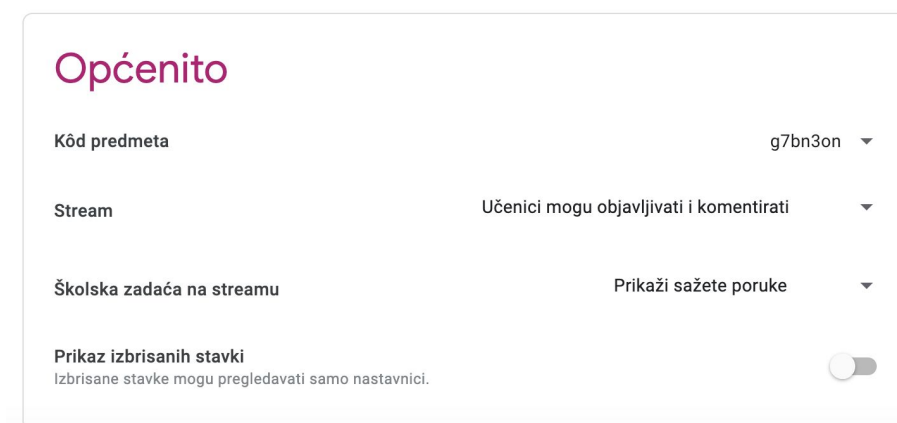 Općenito
Kôd predmeta g7bn3on
Stream Učenici mogu objavljivati i komentirati
Školska zadaća na streamu Prikaži sažete poruke
Prikaz izbrisanih stavki
Izbrisane stavke mogu pregledavati samo nastavnici.